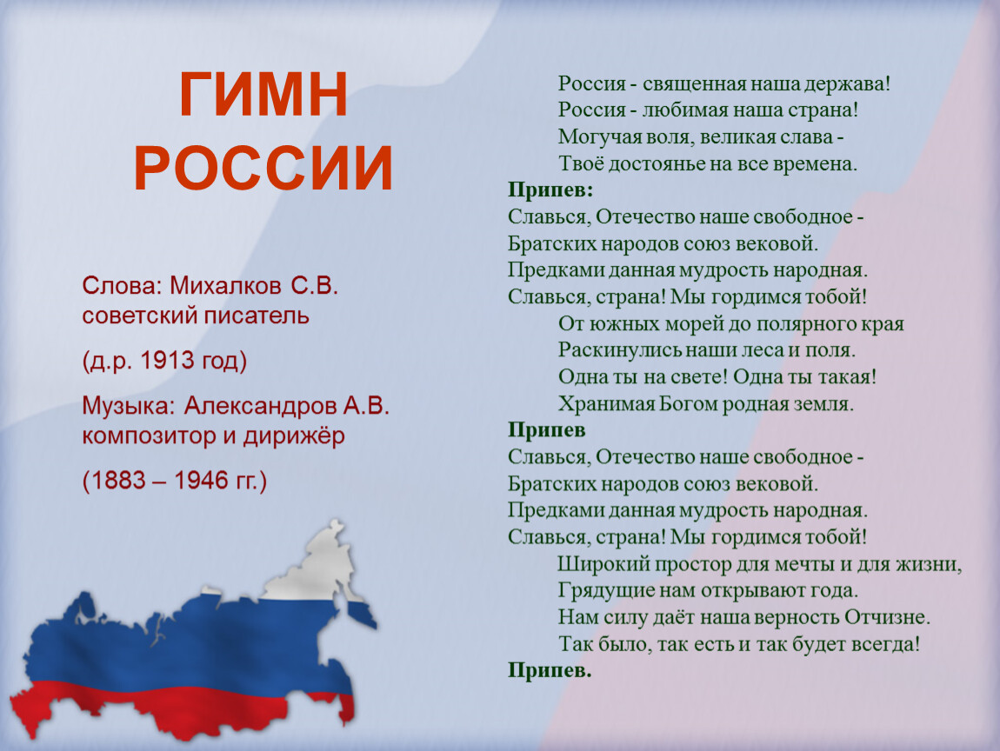 ГИМН
РОССИИ
Слова: Михалков С.В.
советский писатель
(д.р. 1913 год)
Музыка: Александров А.В.
композитор и дирижёр
(1883 – 1946 гг.)
Россия - священная наша держава!
Россия - любимая наша страна!
Могучая воля, великая слава -
Твоё достоянье на все времена.
Припев:
Славься, Отечество наше свободное -
Братских народов союз вековой.
Предками данная мудрость народная.
Славься, страна! Мы гордимся тобой!
От южных морей до полярного края
Раскинулись наши леса и поля.
Одна ты на свете! Одна ты такая!
Хранимая Богом родная земля.
Припев
Славься, Отечество наше свободное -
Братских народов союз вековой.
Предками данная мудрость народная.
Славься, страна! Мы гордимся тобой!
Широкий простор для мечты и для жизни,
Грядущие нам открывают года.
Нам силу даёт наша верность Отчизне.
Так было, так есть и так будет всегда!
Припев.